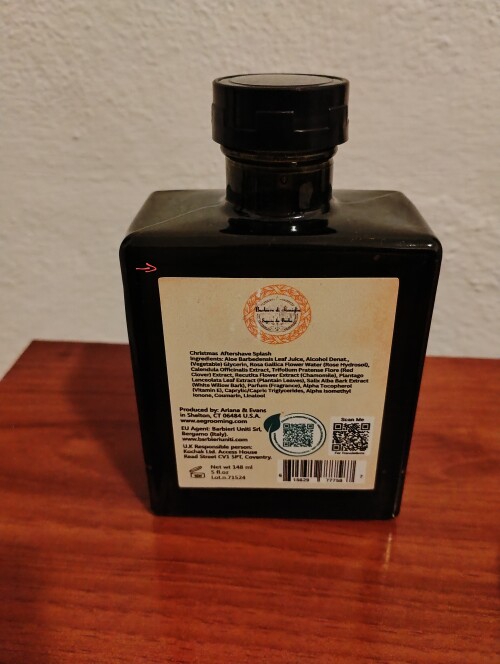 Christmas Aftershave Splash
Ingredients: Aloe Barbedensis Leaf Juice, Alcohol Denat.,
(Vegetable) Glycerin, Rosa Gallica Flower Water (Rose Hydrosol),
Calendula Officinalis Extract, Trifolium Pratense Flore (Red
Clover) Extract, Recutita Flower Extract (Chamomile), Plantago
Lanceolata Leaf Extract (Plantain Leaves), Salix Alba Bark Extract
(White Willow Bark), Parfum (Fragrance), Alpha Tocopherol
(Vitamin E), Caprylic/Capric Triglycerides, Alpha Isomethyl
Ionone, Coumarin, Linalool
Produced by: Ariana & Evans
in Shelton, CT 06484 U.S.A.
www.aegrooming.com
EU Agent: Barbieri Uniti Srl,
Bergamo (Italy).
www.barbieriuniti.com
U.K Responsible person:
Kuchab Ltd. Access House
Read Street CV1 5PT, Coventry.
Net wt 148 ml
5 fl oz
Lot.n.71524
Scan Me